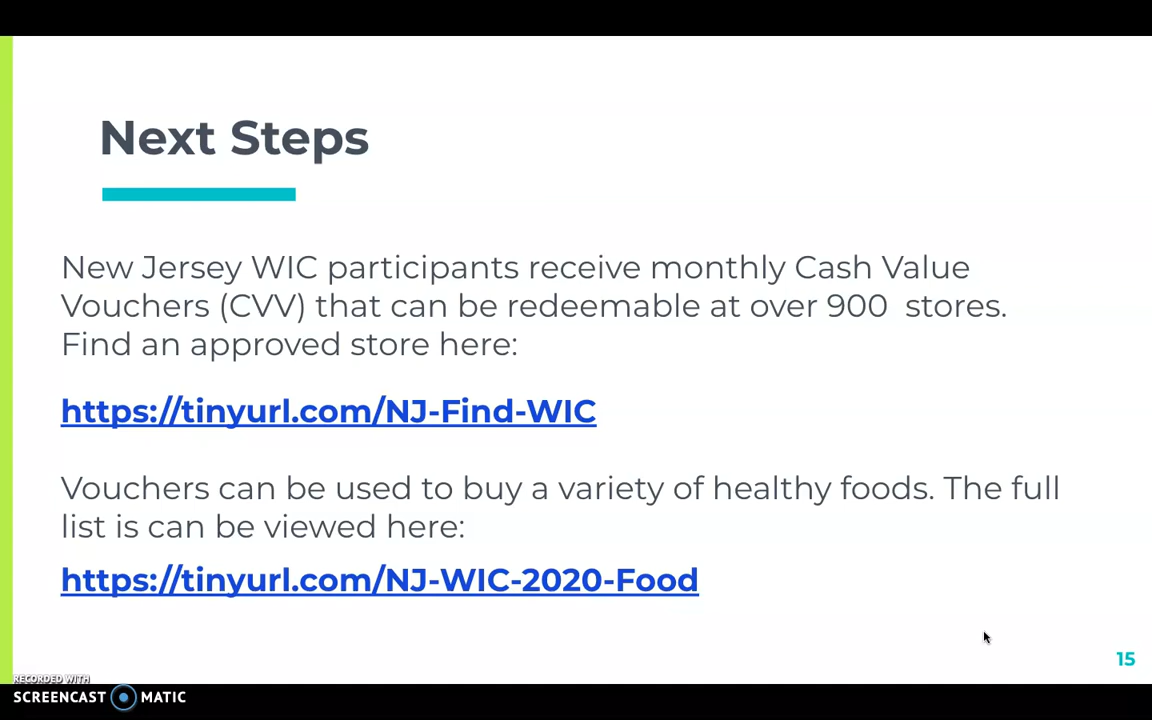 Next Steps
New Jersey WIC participants receive monthly Cash Value
Vouchers (CVV) that can be redeemable at over 900  stores.
Find an approved store here:
https://tinyurl.com/NJ-Find-WIC
Vouchers can be used to buy a variety of healthy foods. The full
list is can be viewed here:
https://tinyurl.com/NJ-WIC-2020-Food
15
RECORDED WITH
SCREENCAST MATIC